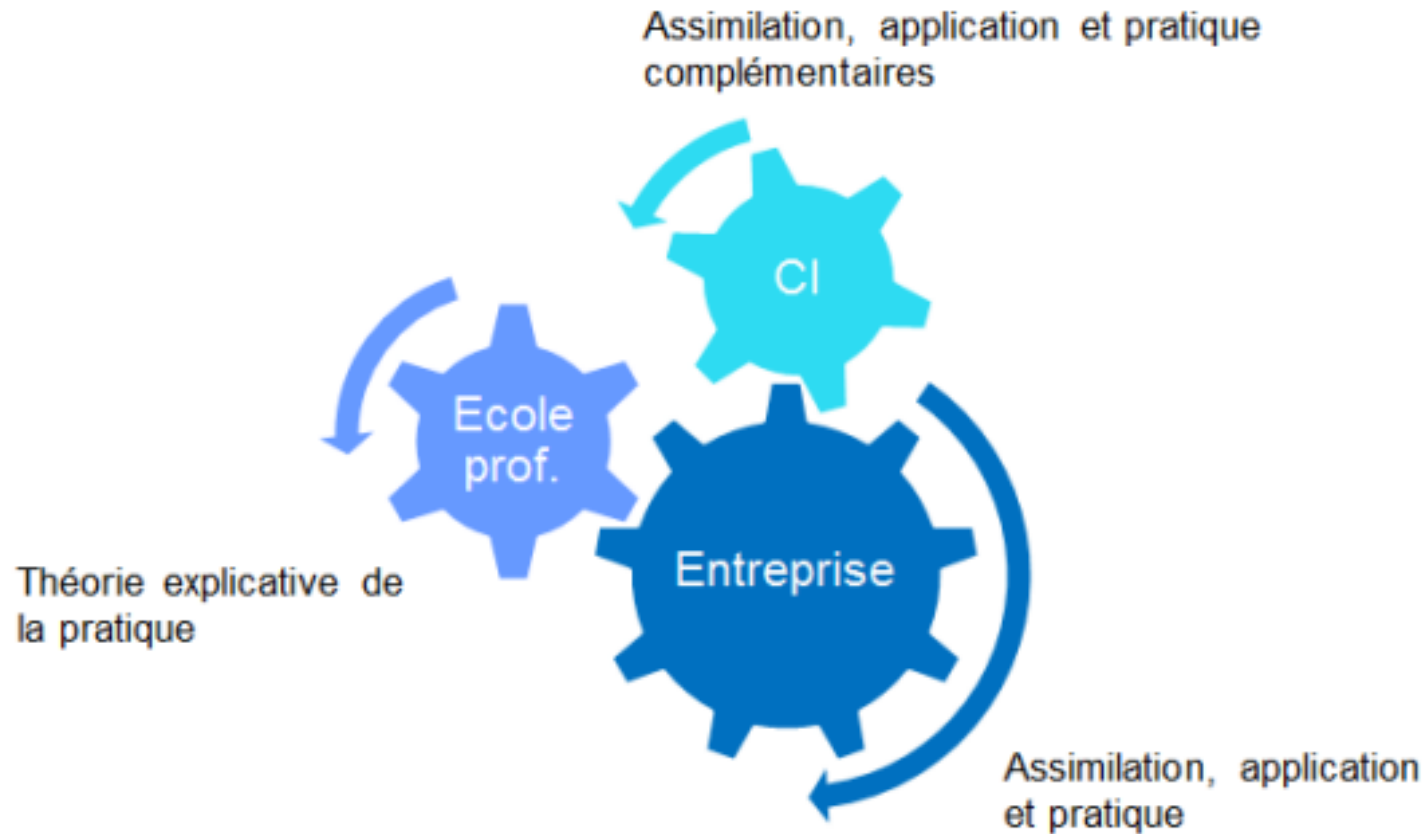 Assimilation, application et pratique
complémentaires
CI
Ecole
prof.
Entreprise
Théorie explicative de
la pratique
Assimilation, application
et pratique